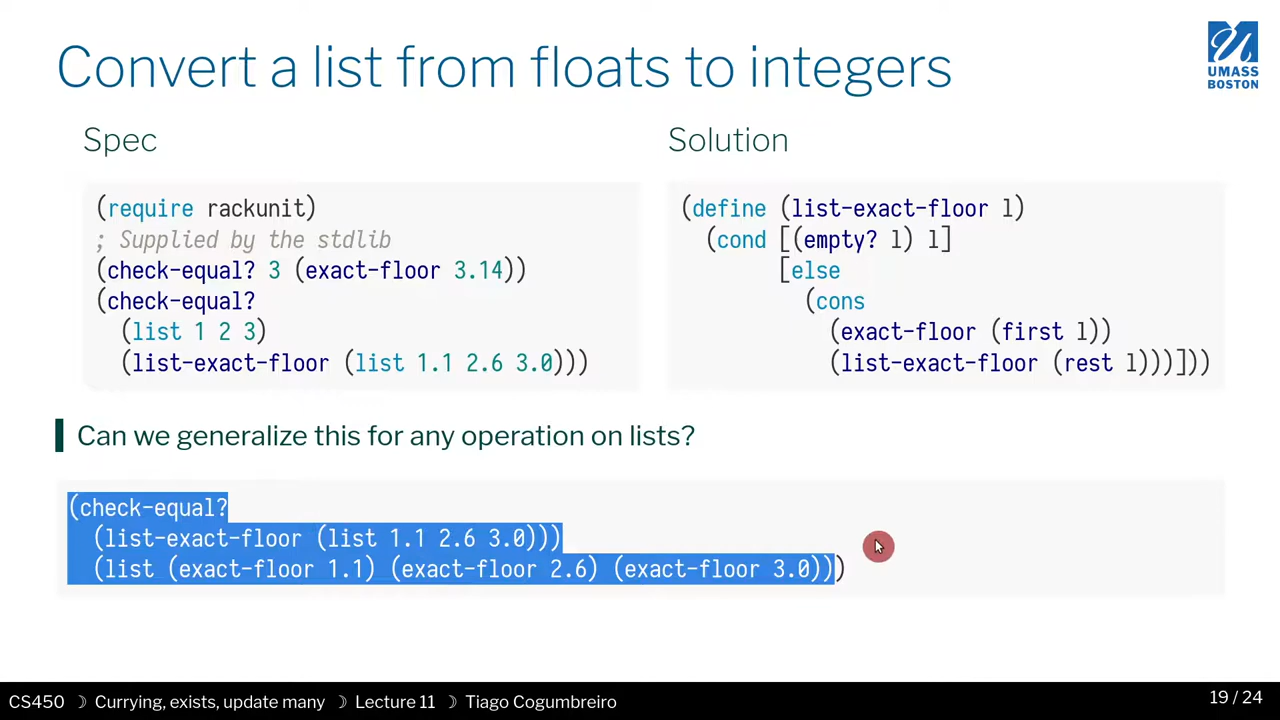 Convert a list from floats to integers
UMASS
BOSTON
Spec
(require rackunit)
; Supplied by the stdlib
(check-equal? 3 (exact-floor 3.14))
(check-equal?
  (list 1 2 3)
  (list-exact-floor (list 1.1 2.6 3.0)))
Solution
(define (list-exact-floor l)
  (cond [(empty? l) l]
        [else
          (cons
            (exact-floor (first l))
            (list-exact-floor (rest l)))]))
Can we generalize this for any operation on lists?
(check-equal?
  (list-exact-floor (list 1.1 2.6 3.0)))
  (list (exact-floor 1.1) (exact-floor 2.6) (exact-floor 3.0)))
CS450 ☽ Currying, exists, update many ☽ Lecture 11 ☽ Tiago Cogumbreiro
19 / 24